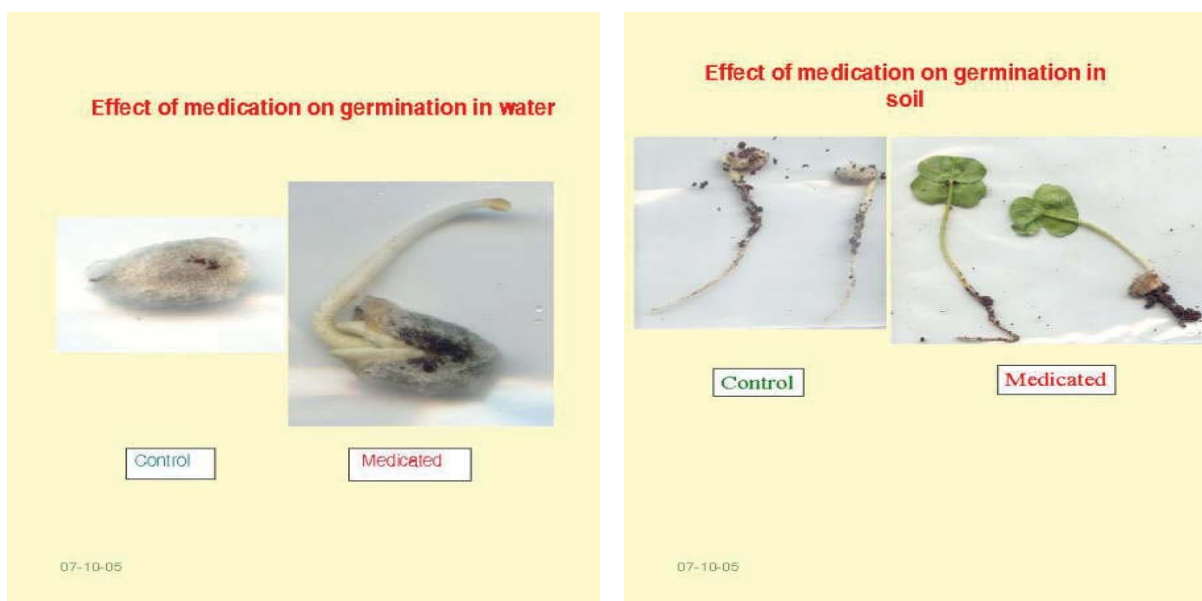 Effect of medication on germination in water
Control
Medicated
07-10-05
Effect of medication on germination in
soil
Control
Medicated
07-10-05